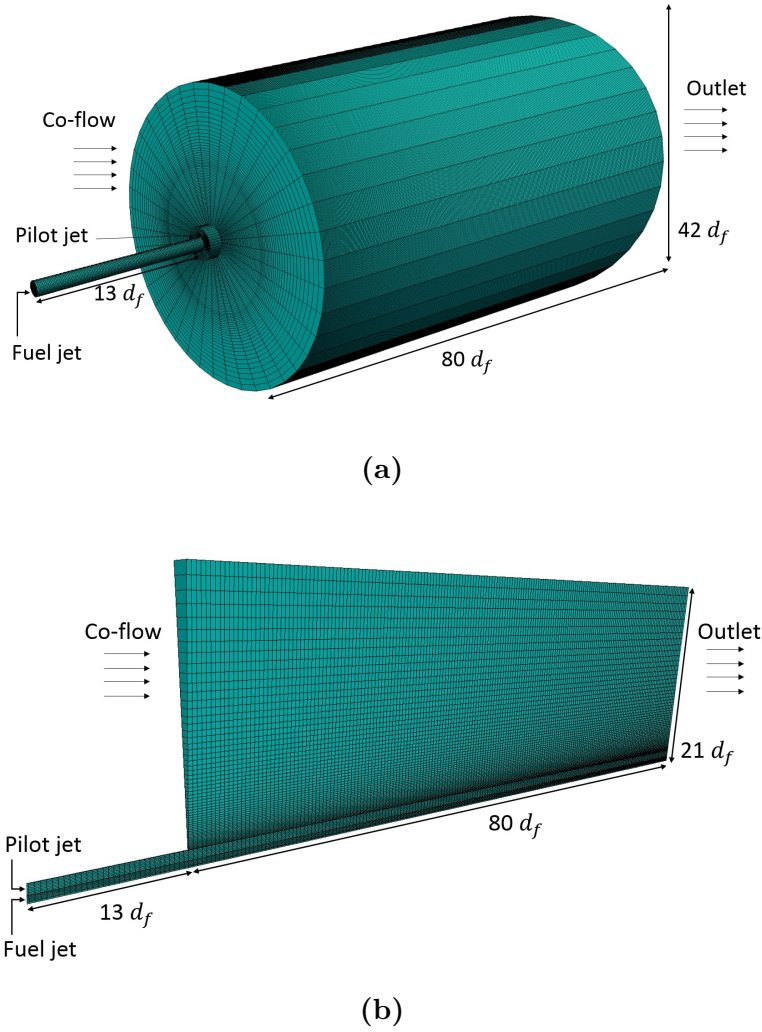 Co-flow
Outlet
Pilot jet
42 d_f
13 d_f
Fuel jet
80 d_f
(a)
Co-flow
Outlet
21 d_f
80 d_f
Pilot jet
13 d_f
Fuel jet
(b)